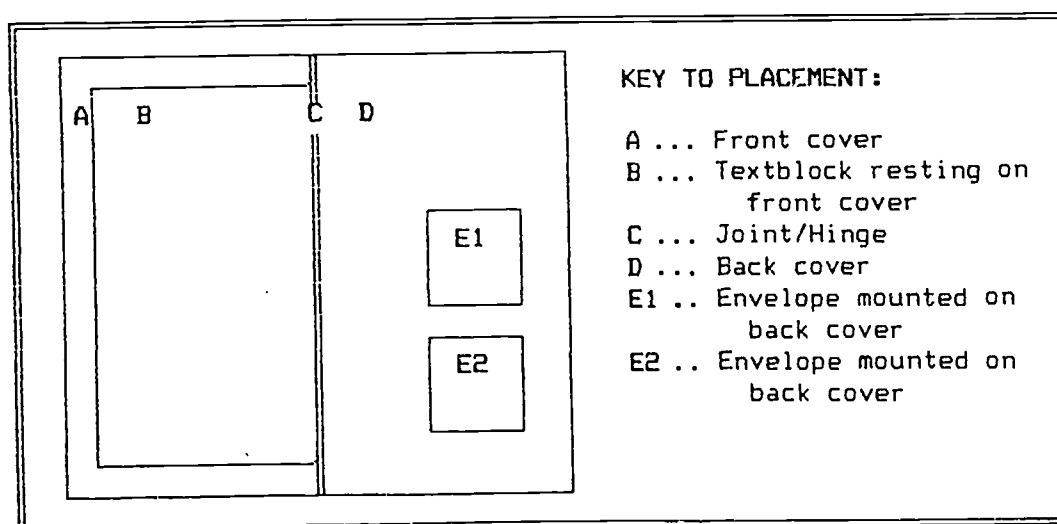 KEY TO PLACEMENT:
A B C D
E1
E2
A ... Front cover
B ... Textblock resting on
front cover
C ... Joint/Hinge
D ... Back cover
E1 .. Envelope mounted on
back cover
E2 .. Envelope mounted on
back cover